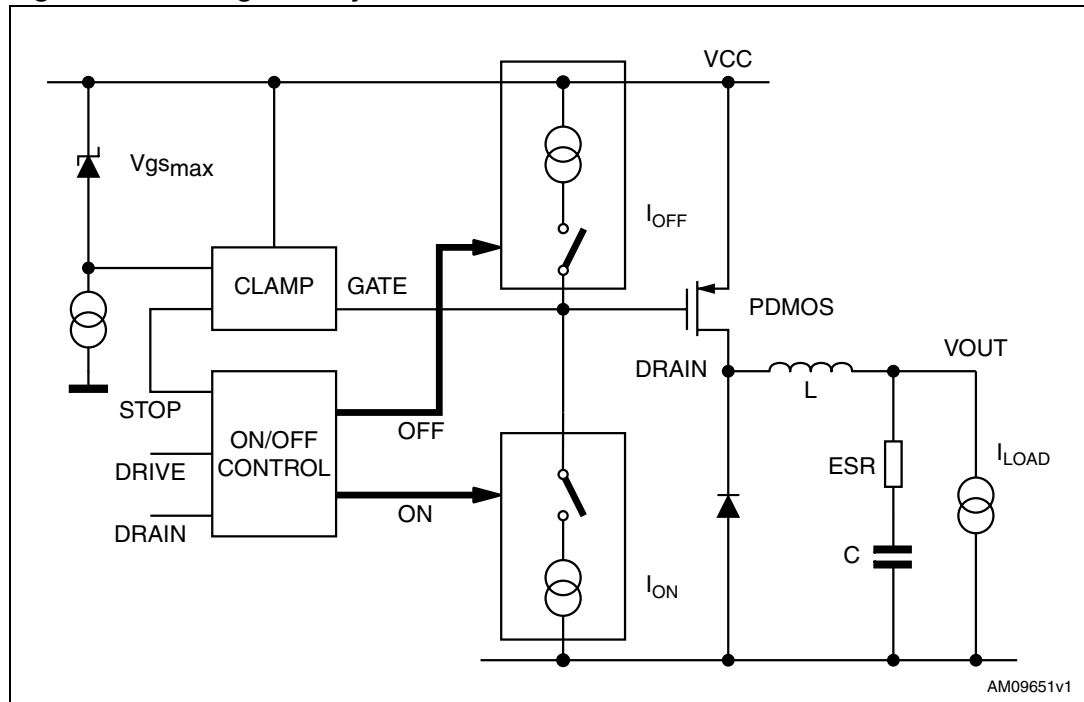 VCC
Vgsmax
IOFF
CLAMP
GATE
PDMOS
DRAIN
VOUT
L
STOP
OFF
ON/OFF
CONTROL
DRIVE
ESR
ILOAD
DRAIN
ON
C
ION
AM09651v1